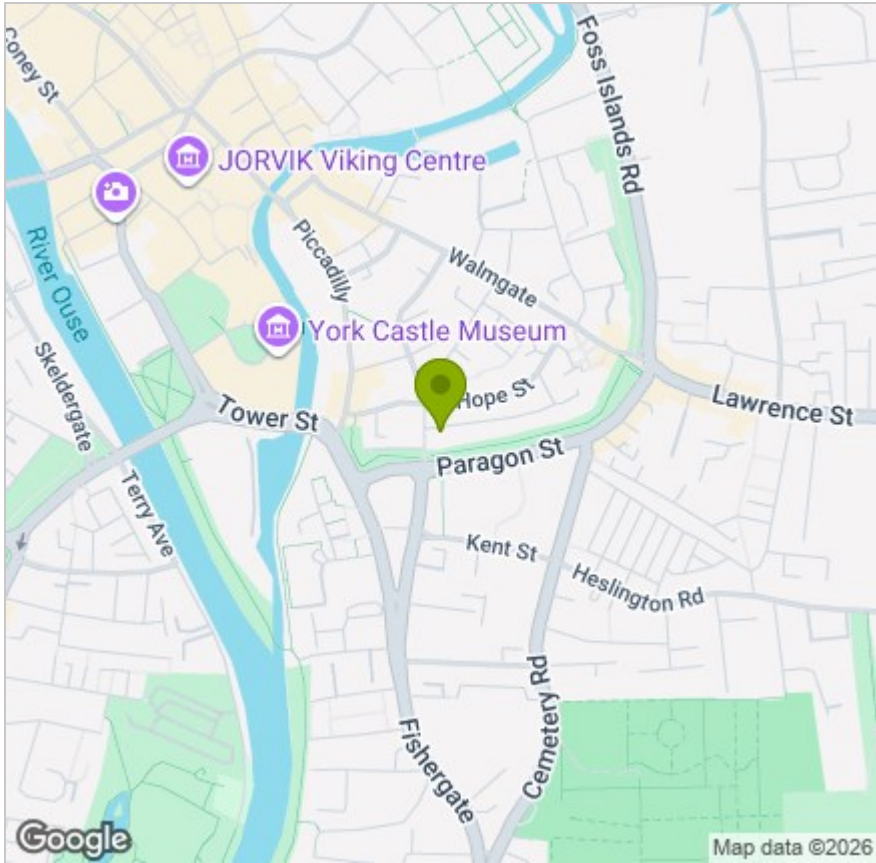 Coney St
JORVIK Viking Centre
Foss Islands Rd
River Ouse
Piccadilly
Walmgate
York Castle Museum
Skeldergate
Hope St
Tower St
Lawrence St
Paragon St
Terry Ave
Kent St
Heslington Rd
Cemetery Rd
Fishergate
Google
Map data ©2026